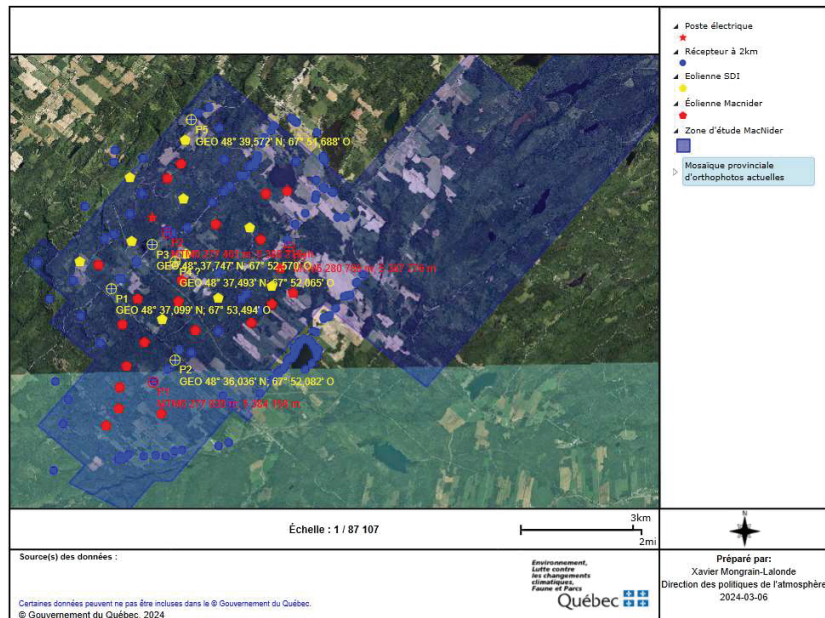 Poste électrique
Récepteur à 2km
Eolienne SDI
Éolienne Macnider
Zone d'étude MacNider
Mosaïque provinciale
d'orthophotos actuelles
P5
GEO 48° 39,572' N; 67° 51,688' O
P3
GEO 48° 37,747' N; 67° 52,570' O
GEO 48° 37,493' N; 67° 52,065' O
P1
GEO 48° 37,099' N; 67° 53,494' O
P2
GEO 48° 36,036' N; 67° 52,082' O
Échelle : 1 / 87 107
3km
2mi
Source(s) des données :
Certaines données peuvent ne pas être incluses dans le © Gouvernement du Québec.
© Gouvernement du Québec, 2024
Environnement,
Lutte contre
les changements
climatiques,
Faune et Parcs
Québec
Préparé par:
Xavier Mongrain-Lalonde
Direction des politiques de l'atmosphère
2024-03-06